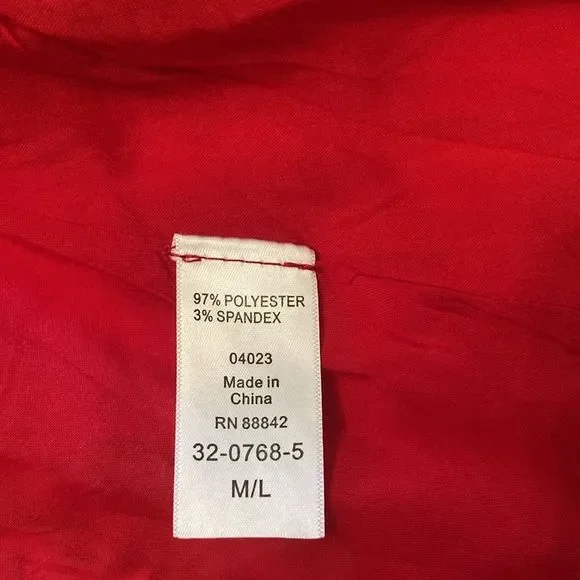 97% POLYESTER
3% SPANDEX
04023
Made in
China
RN 88842
32-0768-5
M/L